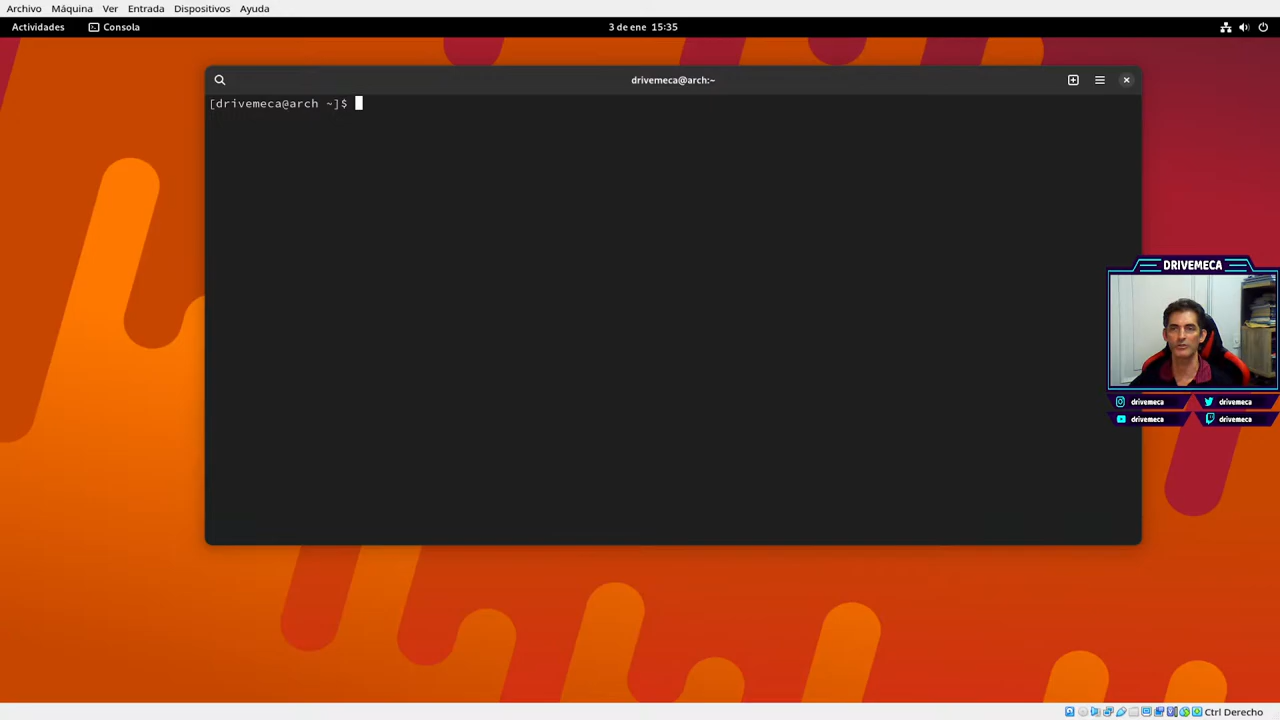 Archivo Máquina Ver Entrada Dispositivos Ayuda
Actividades Consola 3 de ene 15:35
drivemeca@arch:~
[drivemeca@arch ~]$
DRIVEMECA
drivemeca drivemeca
drivemeca drivemeca
Ctrl Derecho